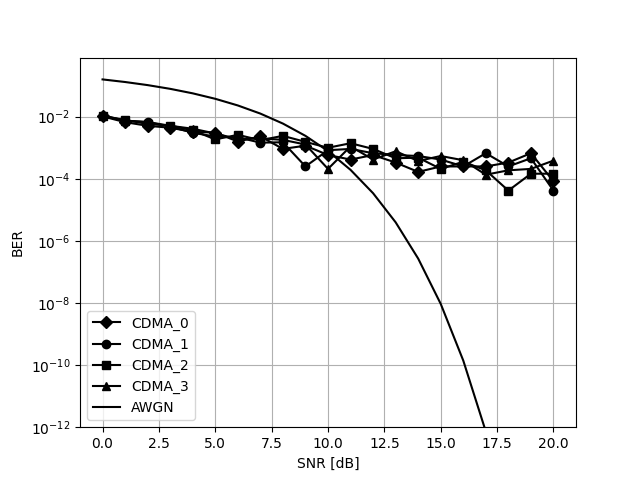 BER
10⁻²
10⁻⁴
10⁻⁶
10⁻⁸
10⁻¹⁰
10⁻¹²
CDMA_0
CDMA_1
CDMA_2
CDMA_3
AWGN
0.0 2.5 5.0 7.5 10.0 12.5 15.0 17.5 20.0
SNR [dB]